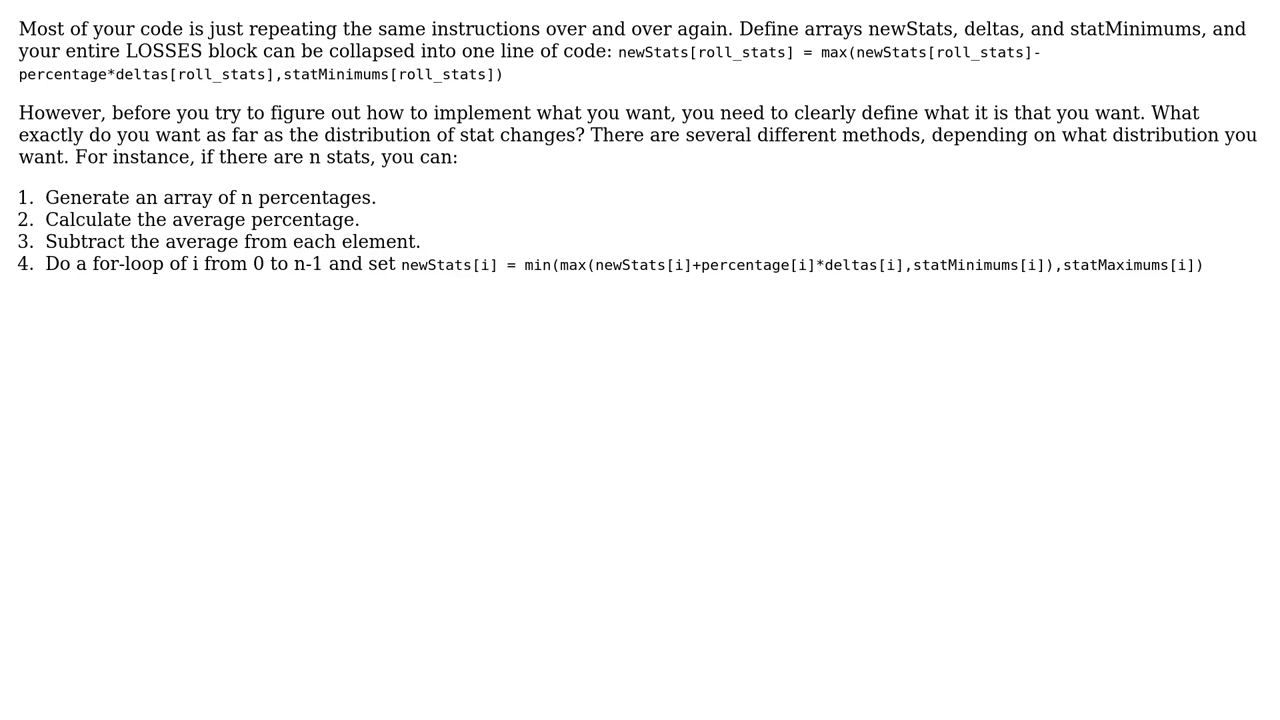 Most of your code is just repeating the same instructions over and over again. Define arrays newStats, deltas, and statMinimums, and
your entire LOSSES block can be collapsed into one line of code: newStats[roll_stats] = max(newStats[roll_stats]-
percentage*deltas[roll_stats],statMinimums[roll_stats])
However, before you try to figure out how to implement what you want, you need to clearly define what it is that you want. What
exactly do you want as far as the distribution of stat changes? There are several different methods, depending on what distribution you
want. For instance, if there are n stats, you can:
1. Generate an array of n percentages.
2. Calculate the average percentage.
3. Subtract the average from each element.
4. Do a for-loop of i from 0 to n-1 and set newStats[i] = min(max(newStats[i]+percentage[i]*deltas[i],statMinimums[i]),statMaximums[i])